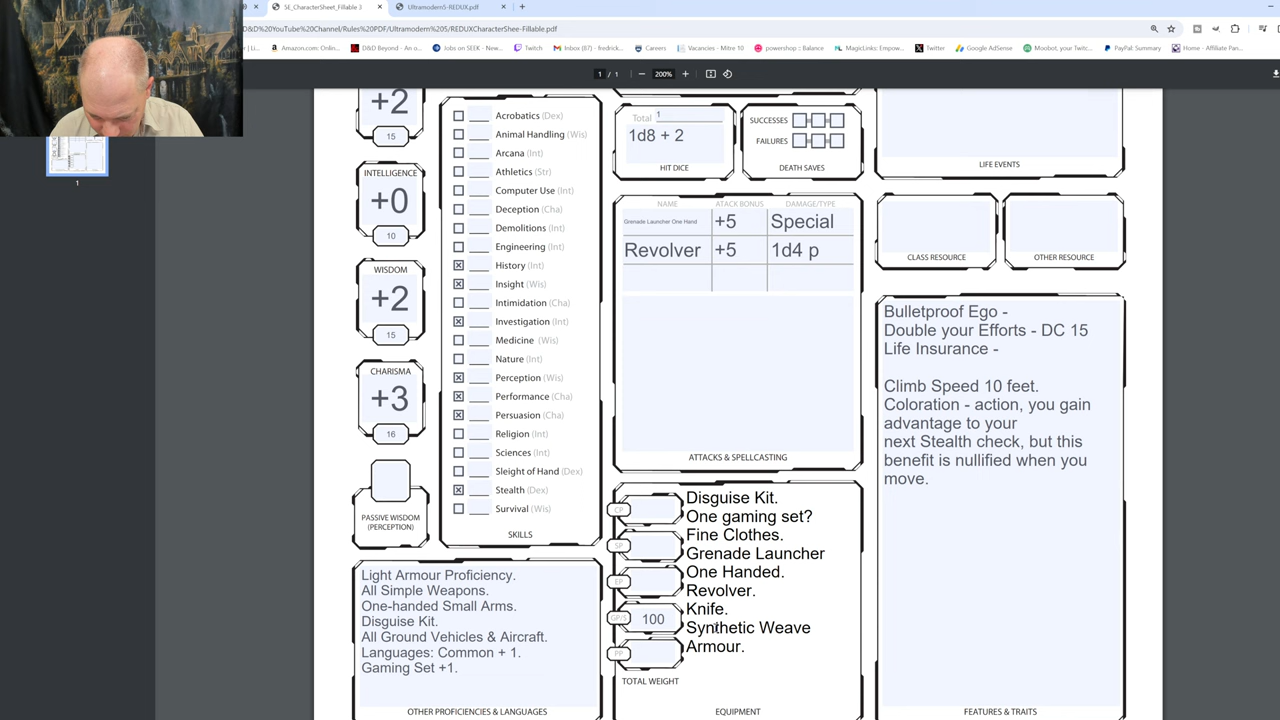 5E_CharacterSheet_Fillable 3
Ultramodern5-REDUX.pdf
D&D%20YouTube%20Channel/Rules%20PDF/Ultramodern%205/REDUXCharacterShee-Fillable.pdf
Amazon.com: Onlin...
D&D Beyond - An o...
Jobs on SEEK - New...
Twitch
Inbox (87) - fredrick...
Careers
Vacancies - Mitre 10
powershop :: Balance
MagicLinks: Empow...
Twitter
Google AdSense
Moobot, your Twitc...
PayPal: Summary
Home - Affiliate Pan...
1 / 1
200%
1
+2
15
INTELLIGENCE
+0
10
WISDOM
+2
15
CHARISMA
+3
16
PASSIVE WISDOM
(PERCEPTION)
Acrobatics (Dex)
Animal Handling (Wis)
Arcana (Int)
Athletics (Str)
Computer Use (Int)
Deception (Cha)
Demolitions (Int)
Engineering (Int)
History (Int)
Insight (Wis)
Intimidation (Cha)
Investigation (Int)
Medicine (Wis)
Nature (Int)
Perception (Wis)
Performance (Cha)
Persuasion (Cha)
Religion (Int)
Sciences (Int)
Sleight of Hand (Dex)
Stealth (Dex)
Survival (Wis)
SKILLS
Light Armour Proficiency.
All Simple Weapons.
One-handed Small Arms.
Disguise Kit.
All Ground Vehicles & Aircraft.
Languages: Common + 1.
Gaming Set +1.
OTHER PROFICIENCIES & LANGUAGES
Total 1
1d8 + 2
HIT DICE
SUCCESSES
FAILURES
DEATH SAVES
NAME ATACK BONUS DAMAGE/TYPE
Grenade Launcher One Hand +5 Special
Revolver +5 1d4 p
ATTACKS & SPELLCASTING
CP
SP
EP
GP/S 100
PP
Disguise Kit.
One gaming set?
Fine Clothes.
Grenade Launcher
One Handed.
Revolver.
Knife.
Synthetic Weave
Armour.
TOTAL WEIGHT
EQUIPMENT
LIFE EVENTS
CLASS RESOURCE
OTHER RESOURCE
Bulletproof Ego -
Double your Efforts - DC 15
Life Insurance -
Climb Speed 10 feet.
Coloration - action, you gain
advantage to your
next Stealth check, but this
benefit is nullified when you
move.
FEATURES & TRAITS